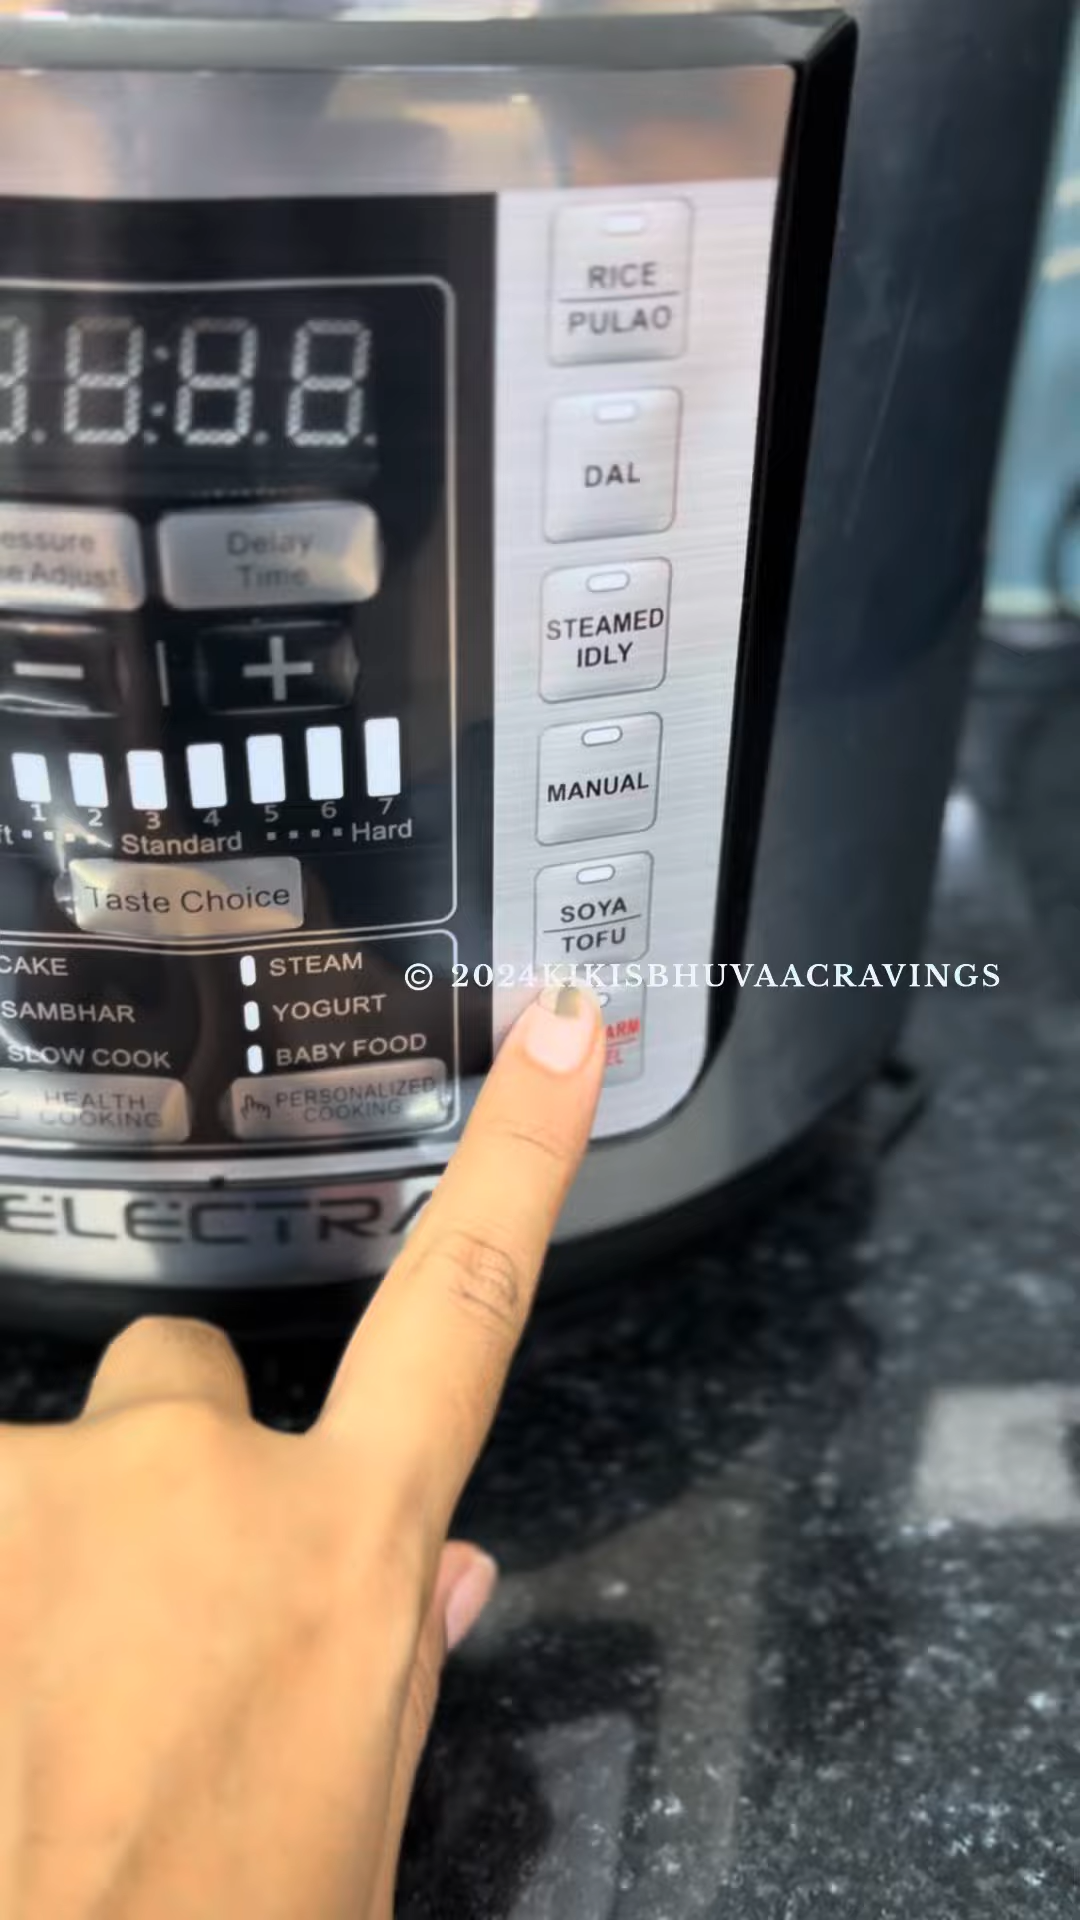 RICE
PULAO
DAL
STEAMED
IDLY
MANUAL
SOYA
TOFU
Delay
Time
Adjust
− | +
1 2 3 4 5 6 7
Standard Hard
Taste Choice
CAKE
SAMBHAR
SLOW COOK
STEAM
YOGURT
BABY FOOD
HEALTH
COOKING
PERSONALIZED
COOKING
© 2024KIKISBHUVAACRAVINGS